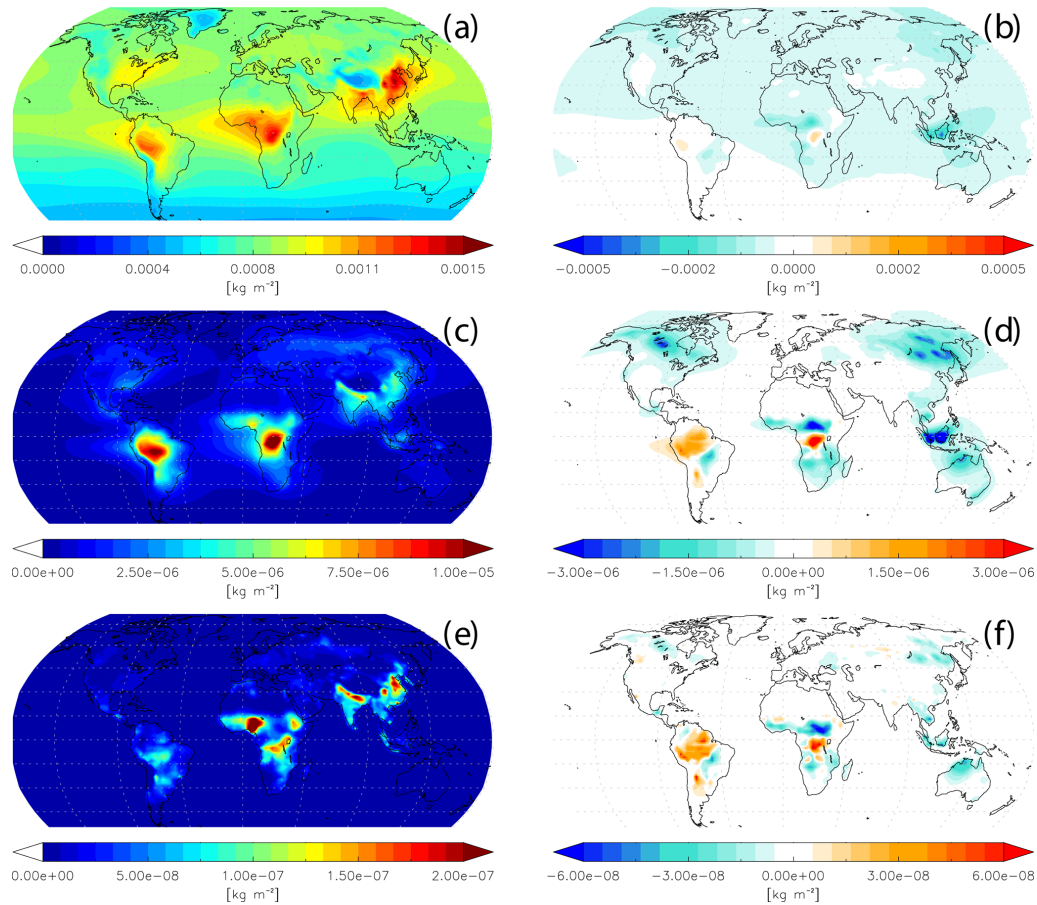 (a)
(b)
0.0000 0.0004 0.0008 0.0011 0.0015
[kg m⁻²]
−0.0005 −0.0002 0.0000 0.0002 0.0005
[kg m⁻²]
(c)
(d)
0.00e+00 2.50e−06 5.00e−06 7.50e−06 1.00e−05
[kg m⁻²]
−3.00e−06 −1.50e−06 0.00e+00 1.50e−06 3.00e−06
[kg m⁻²]
(e)
(f)
0.00e+00 5.00e−08 1.00e−07 1.50e−07 2.00e−07
[kg m⁻²]
−6.00e−08 −3.00e−08 0.00e+00 3.00e−08 6.00e−08
[kg m⁻²]